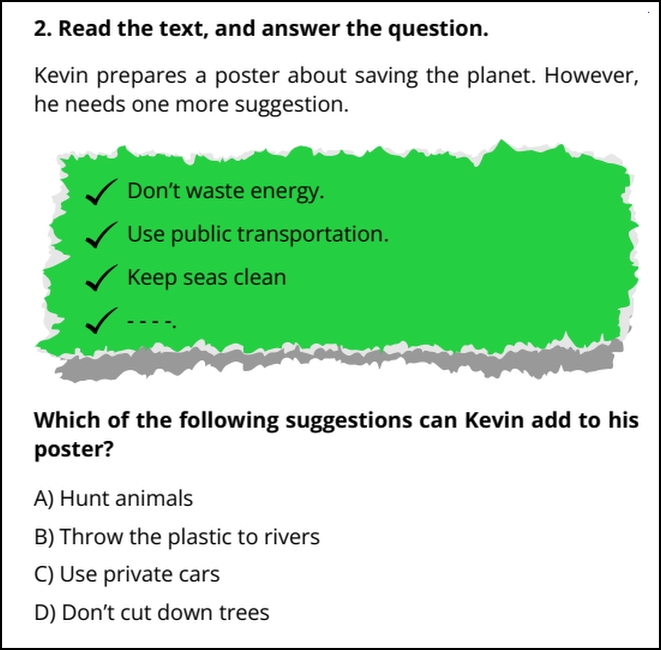 2. Read the text, and answer the question.
Kevin prepares a poster about saving the planet. However,
he needs one more suggestion.
Don’t waste energy.
Use public transportation.
Keep seas clean
- - - -.
Which of the following suggestions can Kevin add to his
poster?
A) Hunt animals
B) Throw the plastic to rivers
C) Use private cars
D) Don’t cut down trees